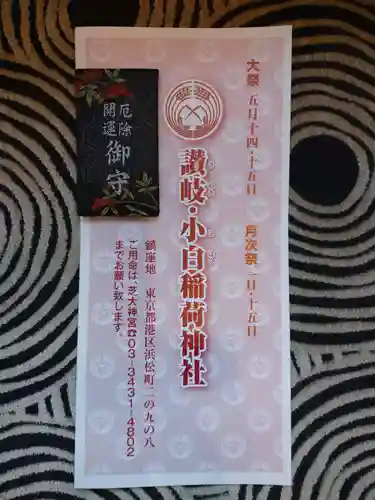 大祭 五月十四・十五日 月次祭 一日・十五日
讃岐・小白稲荷神社
鎮座地 東京都港区浜松町二の九の八
ご用命は、芝大神宮☎03-3431-4802
までお願い致します。
厄除
開運
御守